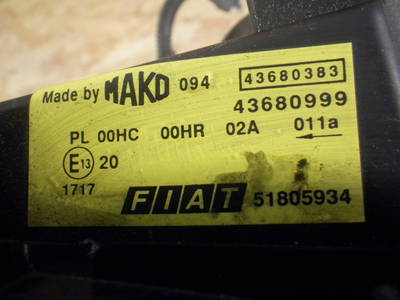 Made by MAKO 094 43680383
43680999
PL 00HC 00HR 02A 011a
E13 20
1717
FIAT 51805934